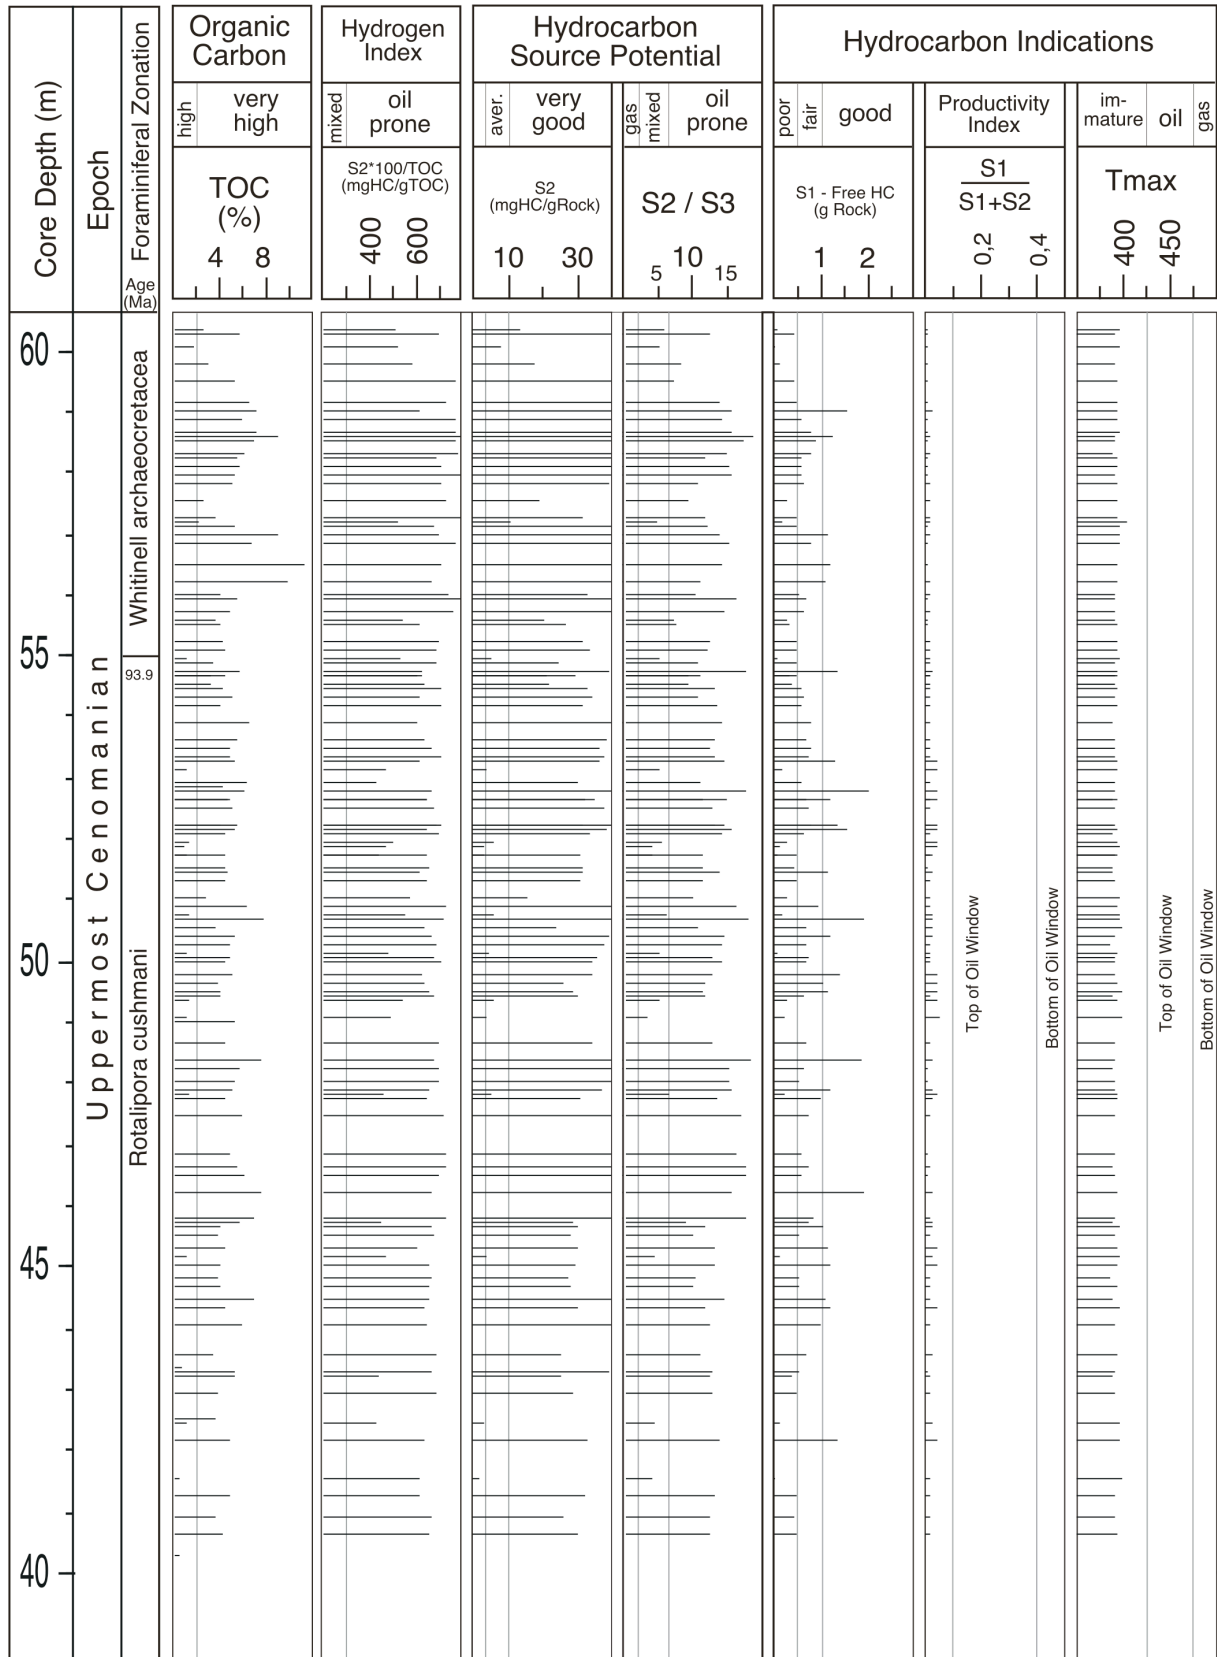 Core Depth (m)
Epoch
Foraminiferal Zonation
Age
(Ma)
Organic
Carbon
high
very
high
TOC
(%)
4 8
Hydrogen
Index
mixed
oil
prone
S2*100/TOC
(mgHC/gTOC)
400 600
Hydrocarbon
Source Potential
aver.
very
good
S2
(mgHC/gRock)
10 30
gas
mixed
oil
prone
S2 / S3
5 10 15
Hydrocarbon Indications
poor
fair
good
S1 - Free HC
(g Rock)
1 2
Productivity
Index
S1
S1+S2
0,2 0,4
im-
mature
oil
gas
Tmax
400 450
60
55
50
45
40
Uppermost Cenomanian
Whitinell archaeocretacea
93.9
Rotalipora cushmani
Top of Oil Window
Bottom of Oil Window
Top of Oil Window
Bottom of Oil Window